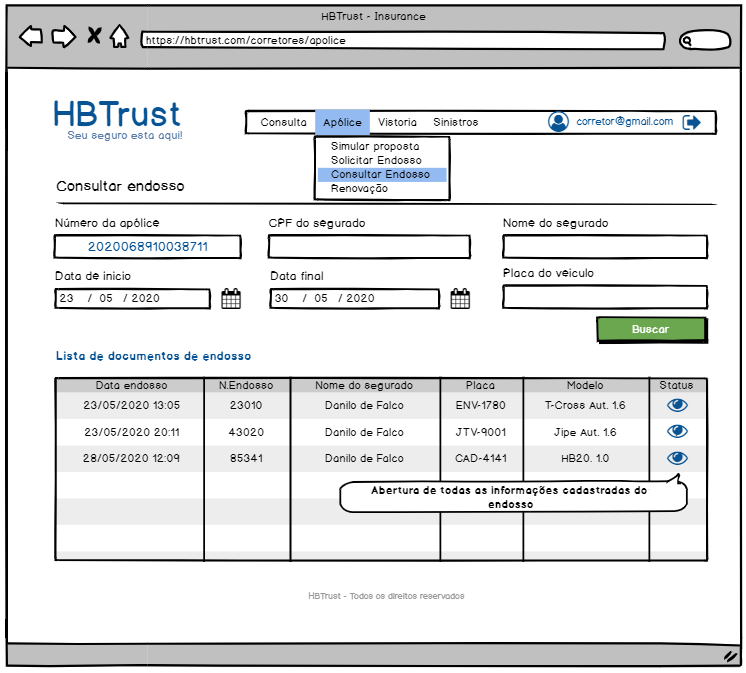 HBTrust - Insurance
https://hbtrust.com/corretores/apolice
HBTrust
Seu seguro esta aqui!
Consulta Apólice Vistoria Sinistros corretor@gmail.com
Simular proposta
Solicitar Endosso
Consultar Endosso
Renovação
Consultar endosso
Número da apólice CPF do segurado Nome do segurado
2020068910038711
Data de inicio Data final Placa do veiculo
23 / 05 / 2020 30 / 05 / 2020
Buscar
Lista de documentos de endosso
Data endosso N.Endosso Nome do segurado Placa Modelo Status
23/05/2020 13:05 23010 Danilo de Falco ENV-1780 T-Cross Aut. 1.6
23/05/2020 20:11 43020 Danilo de Falco JTV-9001 Jipe Aut. 1.6
28/05/2020 12:09 85341 Danilo de Falco CAD-4141 HB20. 1.0
Abertura de todas as informações cadastradas do
endosso
HBTrust - Todos os direitos reservados